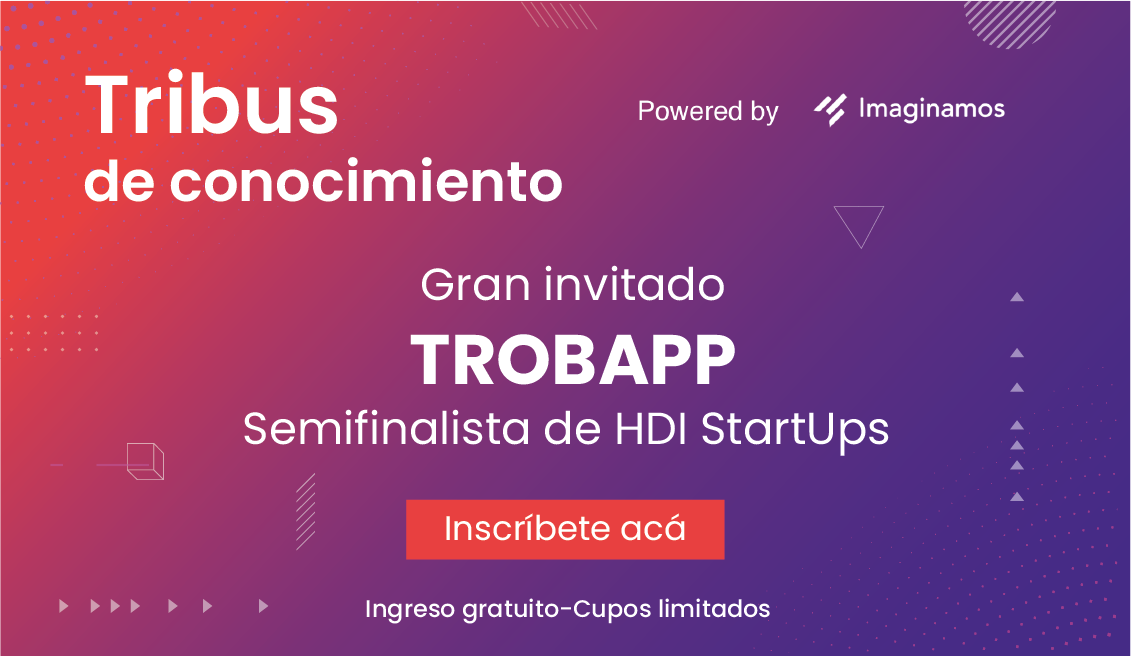 Tribus
de conocimiento
Powered by Imaginamos
Gran invitado
TROBAPP
Semifinalista de HDI StartUps
Inscríbete acá
Ingreso gratuito-Cupos limitados